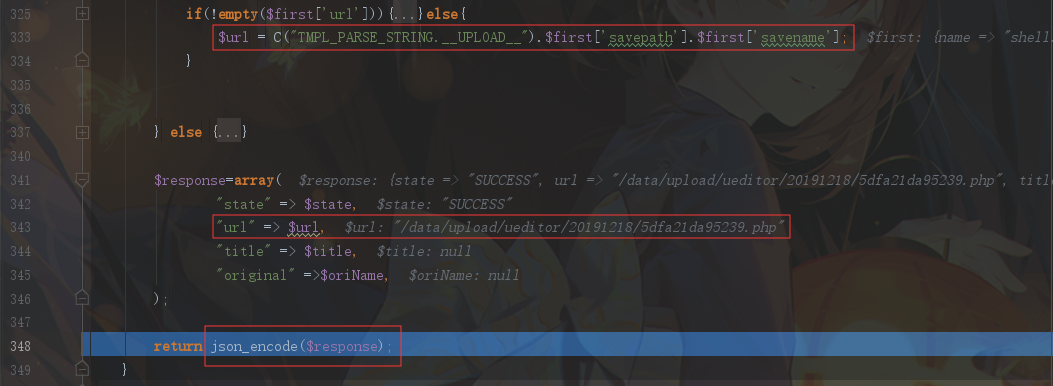 325 if(!empty($first['url'])){...}else{
333 $url = C("TMPL_PARSE_STRING.__UPLOAD__").$first['savepath'].$first['savename']; $first: {name => "shell.
334 }
335
336
337 } else {...}
340
341 $response=array( $response: {state => "SUCCESS", url => "/data/upload/ueditor/20191218/5dfa21da95239.php", titl
342 "state" => $state, $state: "SUCCESS"
343 "url" => $url, $url: "/data/upload/ueditor/20191218/5dfa21da95239.php"
344 "title" => $title, $title: null
345 "original" =>$oriName, $oriName: null
346 );
347
348 return json_encode($response);
349 }